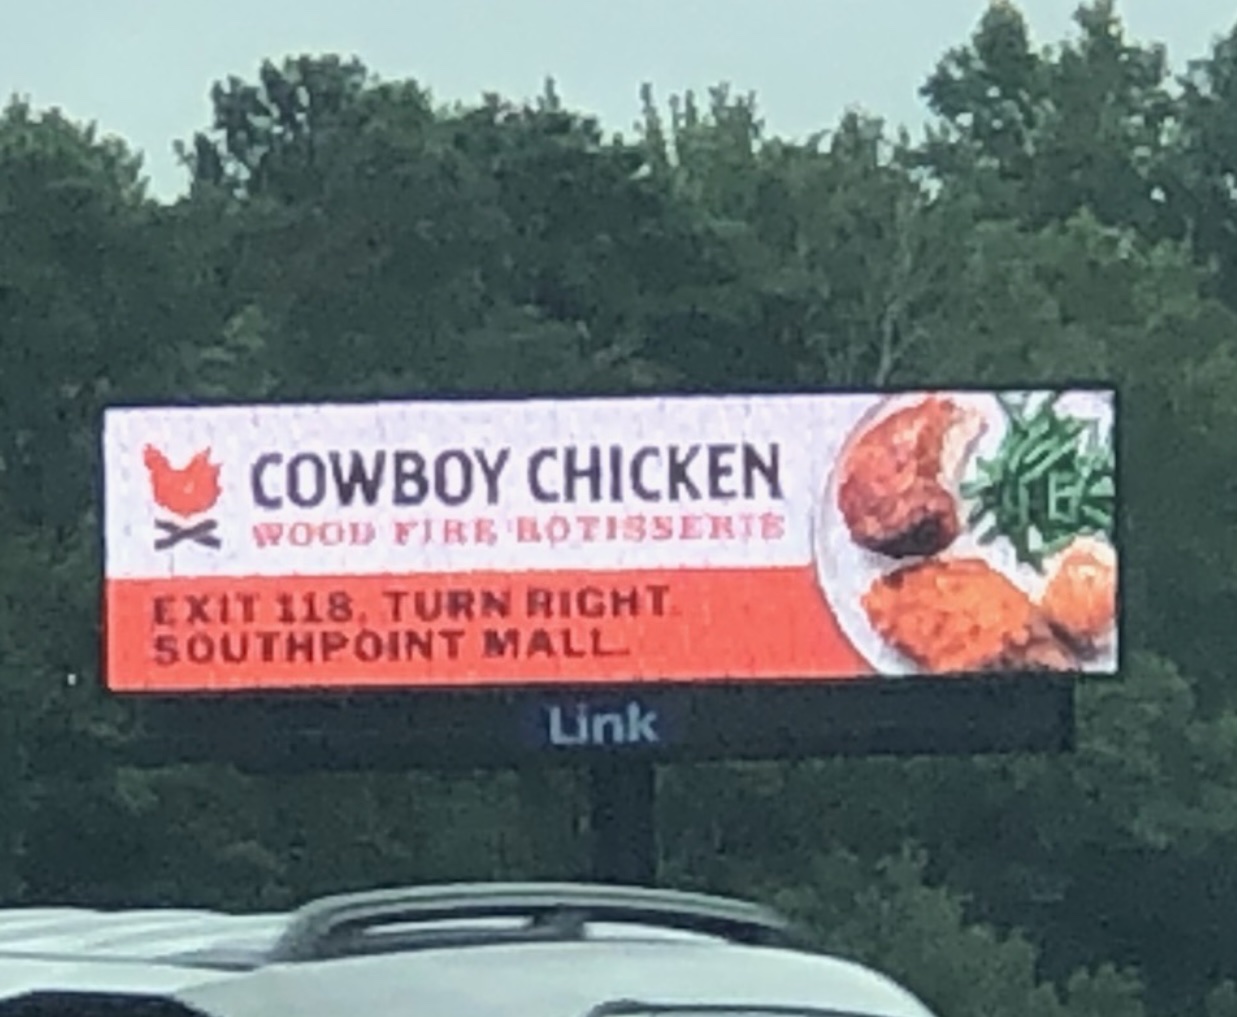 COWBOY CHICKEN
WOOD FIRE ROTISSERIE
EXIT 118. TURN RIGHT.
SOUTHPOINT MALL.
Link